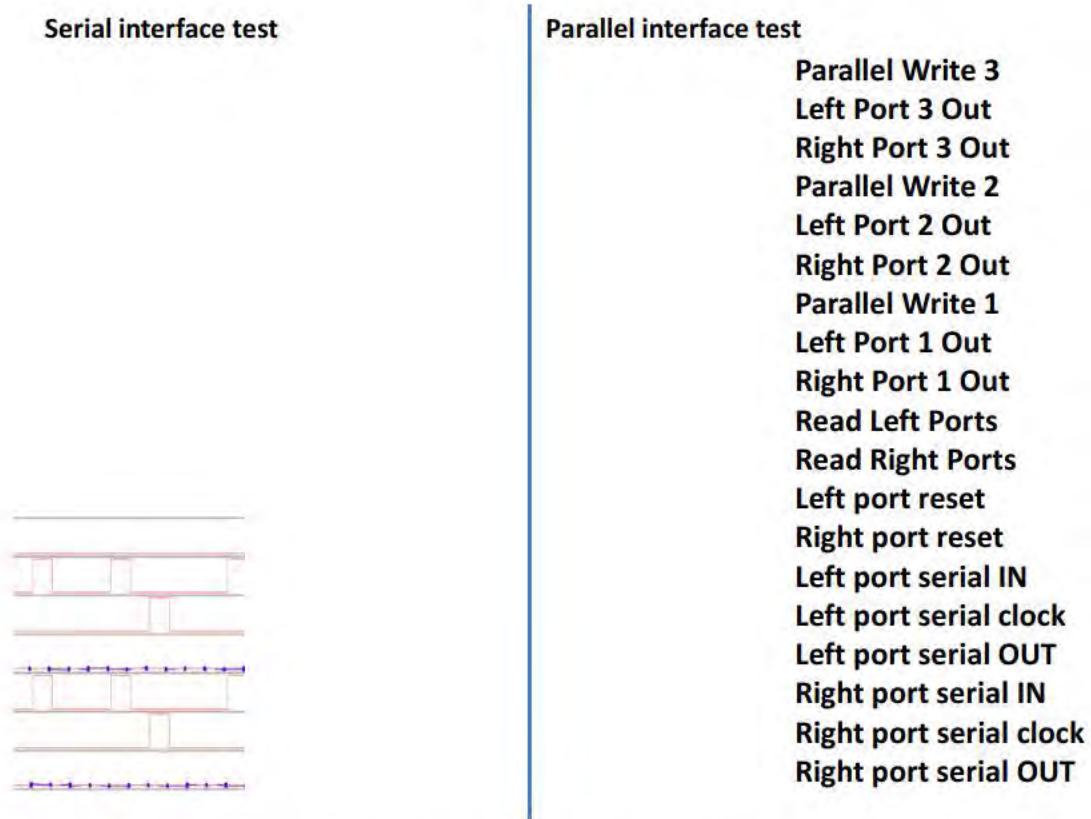 Serial interface test
Parallel interface test
Parallel Write 3
Left Port 3 Out
Right Port 3 Out
Parallel Write 2
Left Port 2 Out
Right Port 2 Out
Parallel Write 1
Left Port 1 Out
Right Port 1 Out
Read Left Ports
Read Right Ports
Left port reset
Right port reset
Left port serial IN
Left port serial clock
Left port serial OUT
Right port serial IN
Right port serial clock
Right port serial OUT